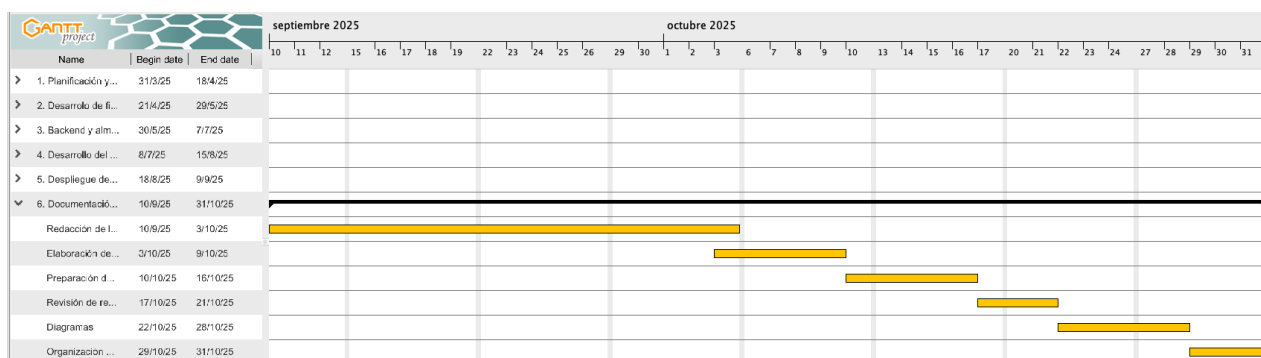 GANTT project
septiembre 2025 octubre 2025
10 11 12 15 16 17 18 19 22 23 24 25 26 29 30 1 2 3 6 7 8 9 10 13 14 15 16 17 20 21 22 23 24 27 28 29 30 31
Name Begin date End date
1. Planificación y... 31/3/25 18/4/25
2. Desarrolo de fi... 21/4/25 29/5/25
3. Backend y alm... 30/5/25 7/7/25
4. Desarrollo del ... 8/7/25 15/8/25
5. Despliegue de... 18/8/25 9/9/25
6. Documentació... 10/9/25 31/10/25
Redacción de l... 10/9/25 3/10/25
Elaboración de... 3/10/25 9/10/25
Preparación d... 10/10/25 16/10/25
Revisión de re... 17/10/25 21/10/25
Diagramas 22/10/25 28/10/25
Organización ... 29/10/25 31/10/25